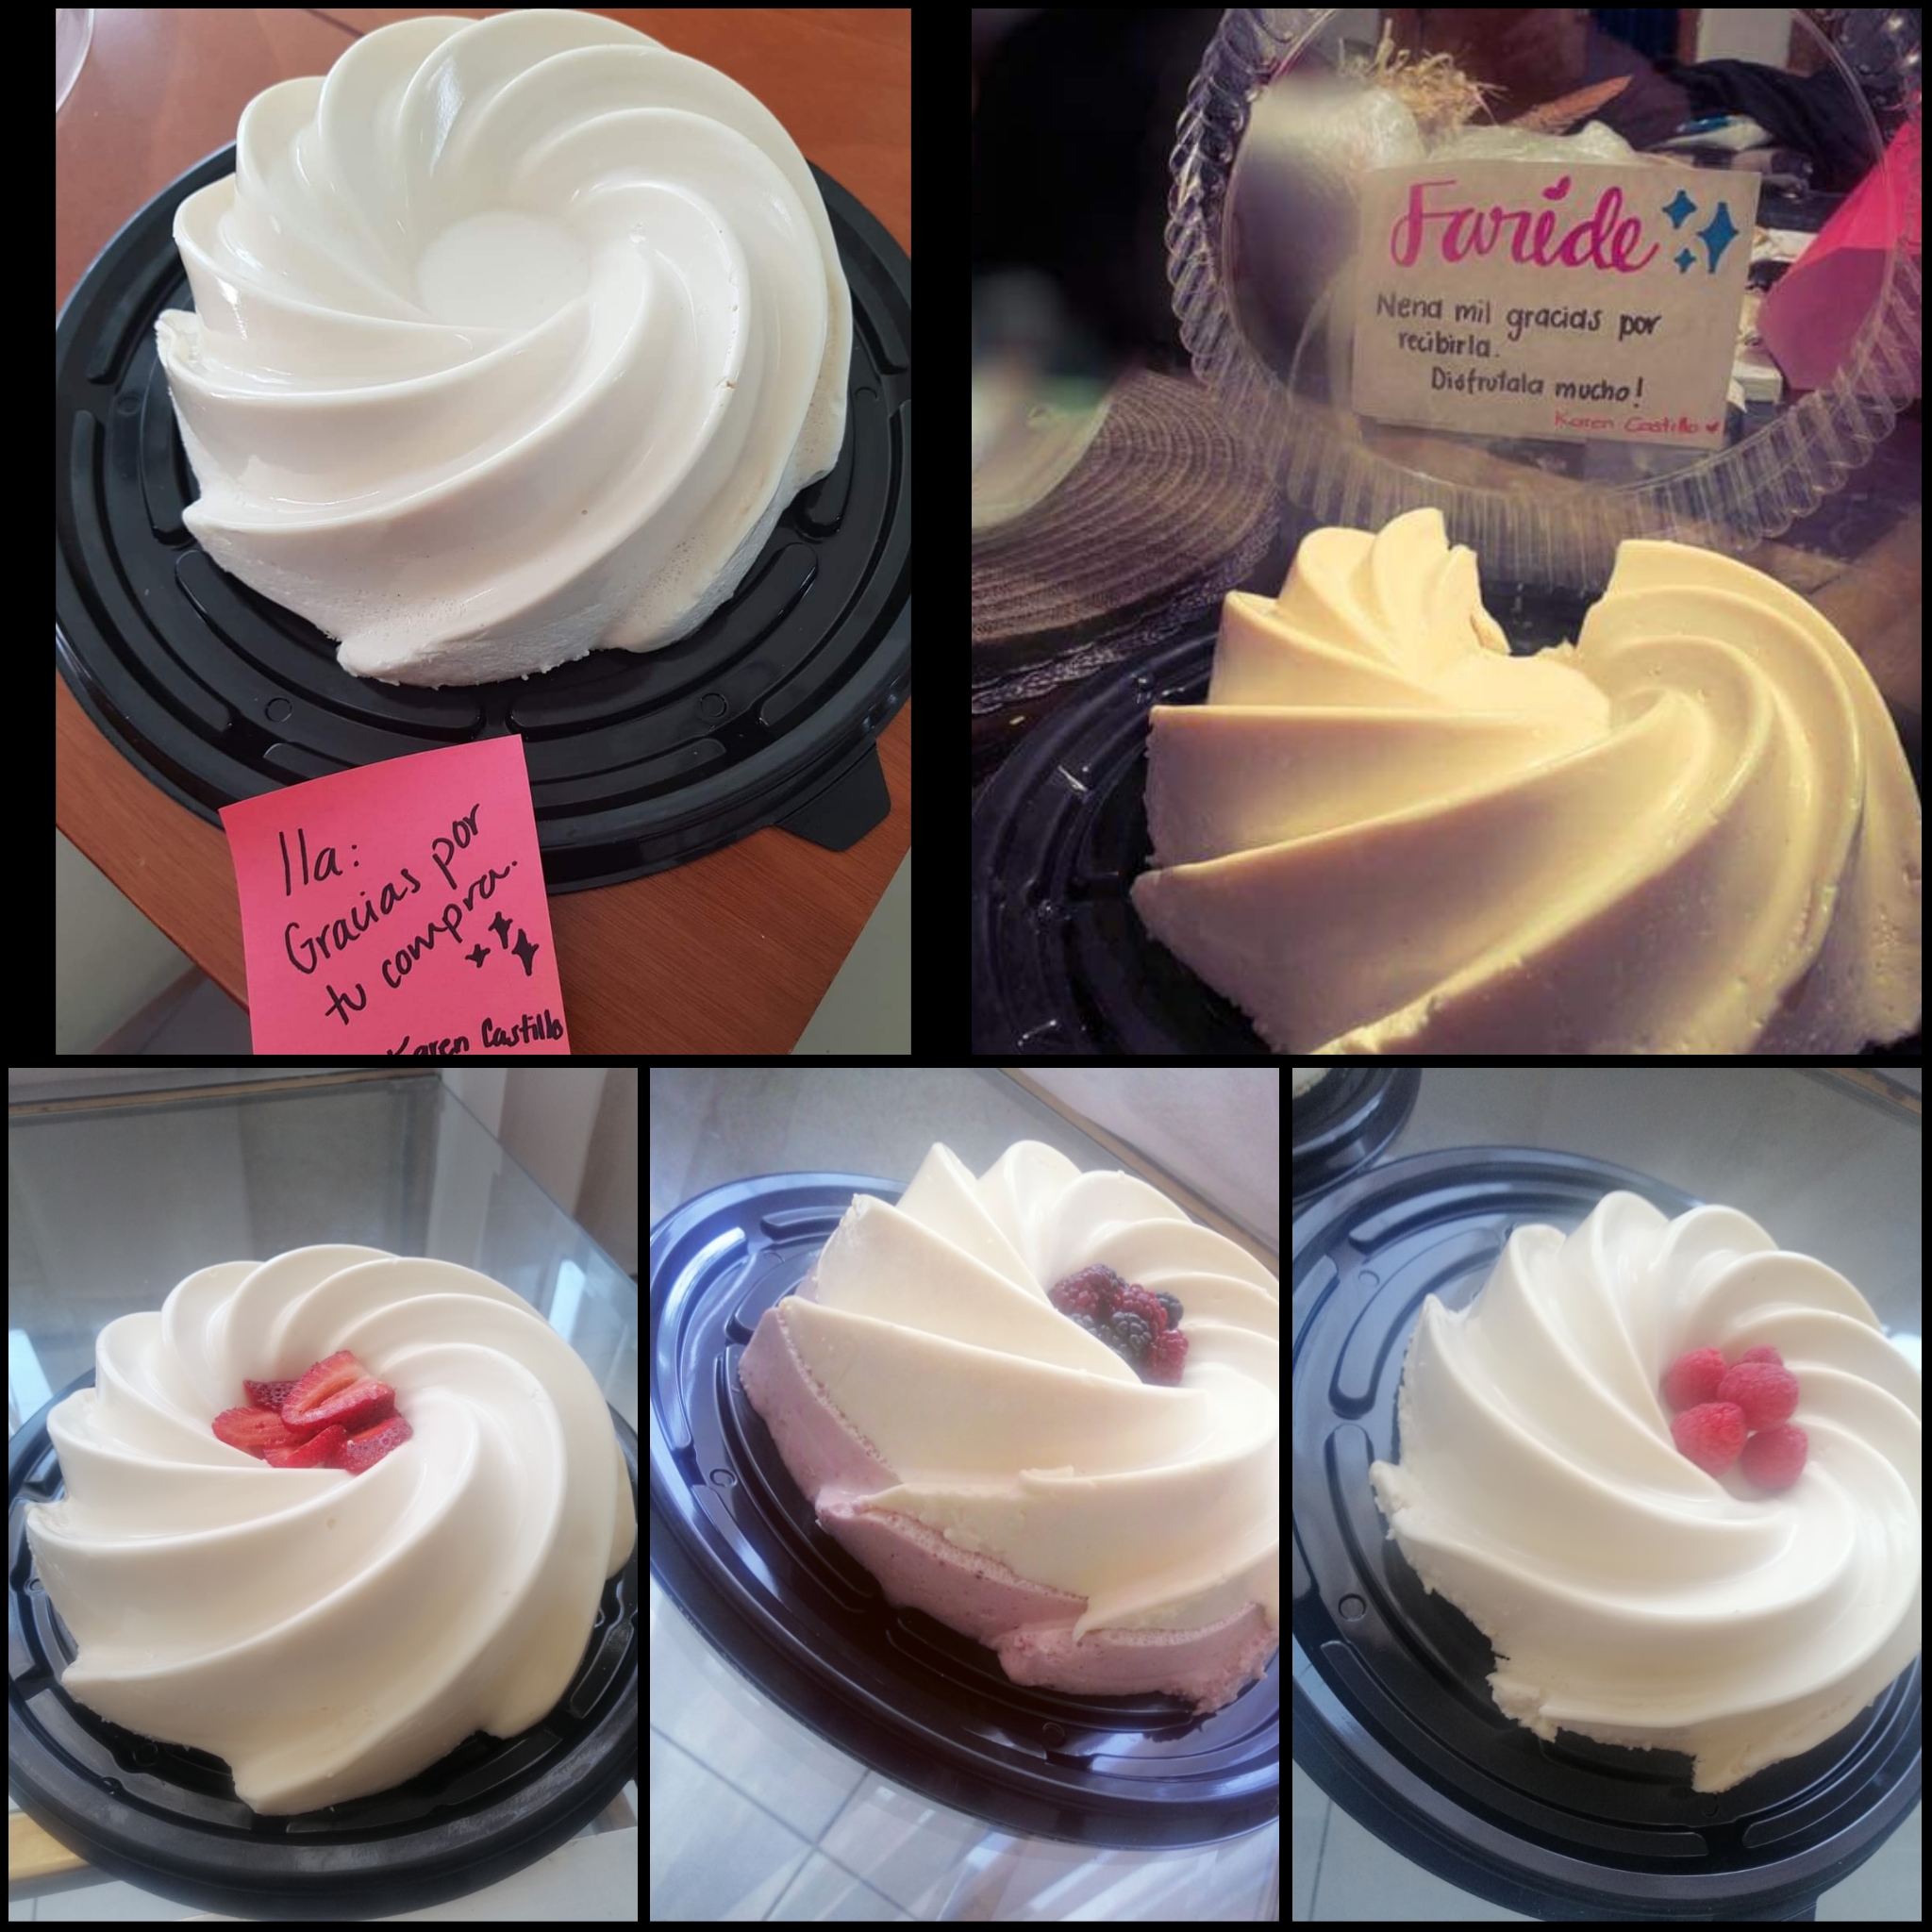 Ila:
Gracias por
tu compra.
Karen Castillo
Faride
Nena mil gracias por
recibirla.
Disfrutala mucho!
Karen Castillo